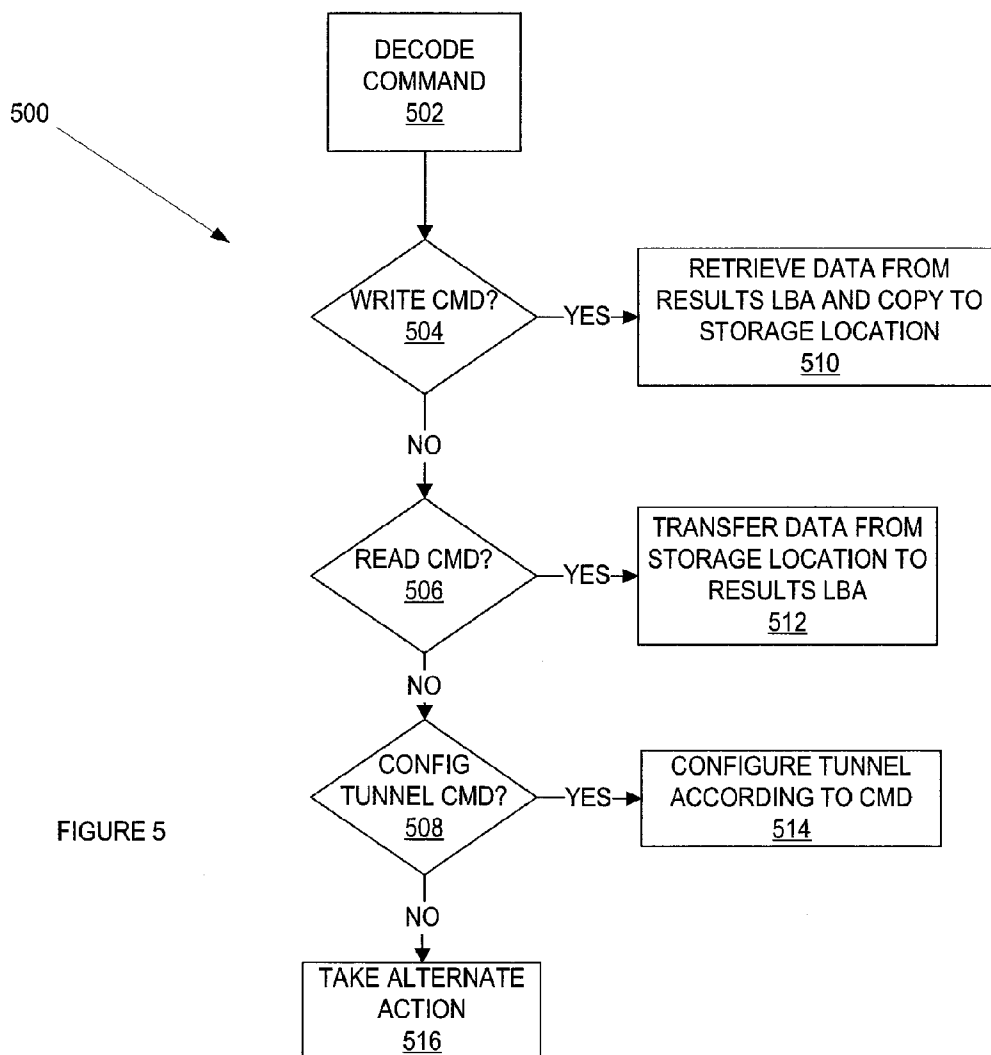 DECODE
COMMAND
502
500
WRITE CMD?
504
YES
RETRIEVE DATA FROM
RESULTS LBA AND COPY TO
STORAGE LOCATION
510
NO
READ CMD?
506
YES
TRANSFER DATA FROM
STORAGE LOCATION TO
RESULTS LBA
512
NO
CONFIG
TUNNEL CMD?
508
YES
CONFIGURE TUNNEL
ACCORDING TO CMD
514
FIGURE 5
NO
TAKE ALTERNATE
ACTION
516